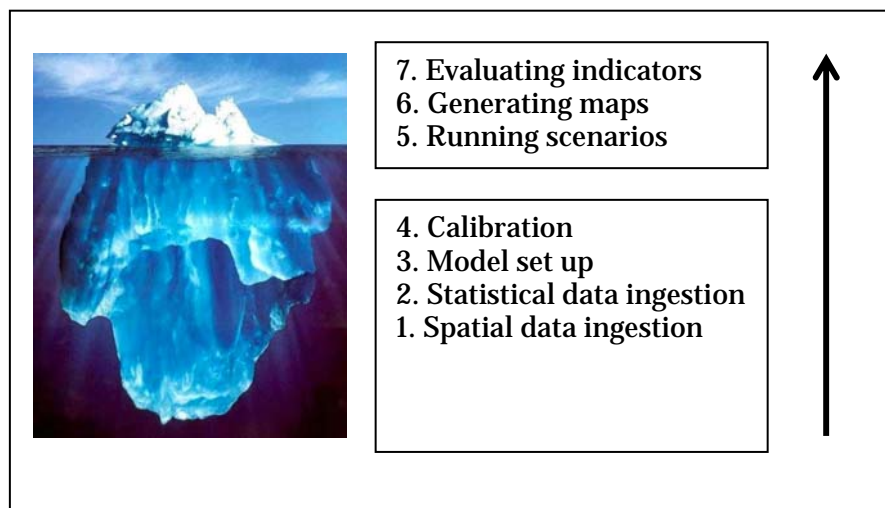 7. Evaluating indicators
6. Generating maps
5. Running scenarios
4. Calibration
3. Model set up
2. Statistical data ingestion
1. Spatial data ingestion